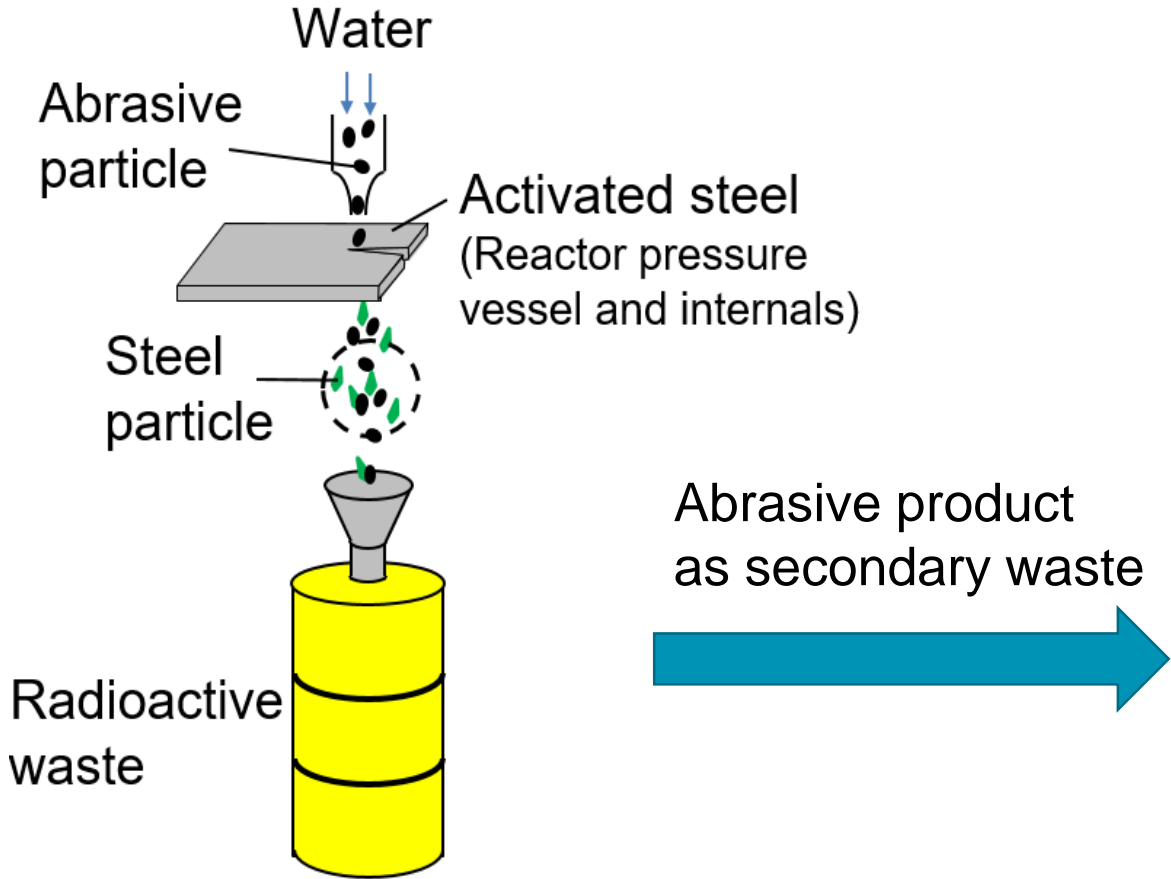 Water
Abrasive
particle
Activated steel
(Reactor pressure
vessel and internals)
Steel
particle
Abrasive product
as secondary waste
Radioactive
waste